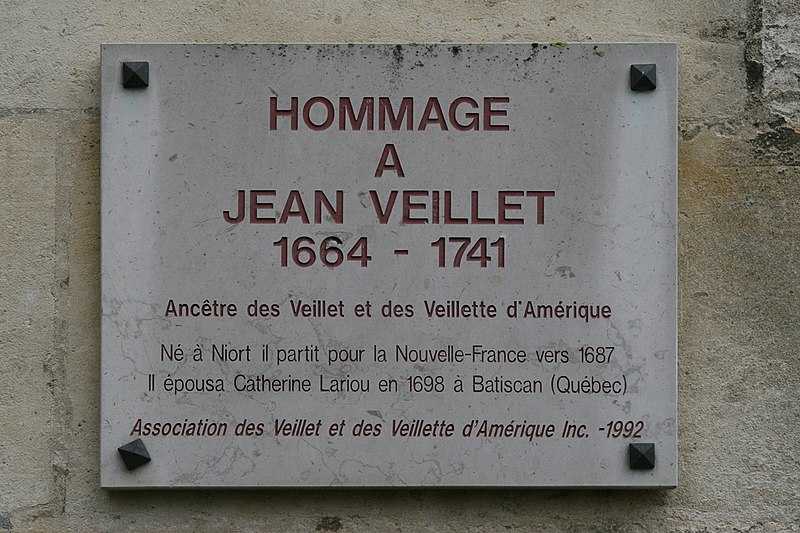 HOMMAGE
A
JEAN VEILLET
1664 - 1741
Ancêtre des Veillet et des Veillette d'Amérique
Né à Niort il partit pour la Nouvelle-France vers 1687
Il épousa Catherine Lariou en 1698 à Batiscan (Québec)
Association des Veillet et des Veillette d'Amérique Inc. -1992